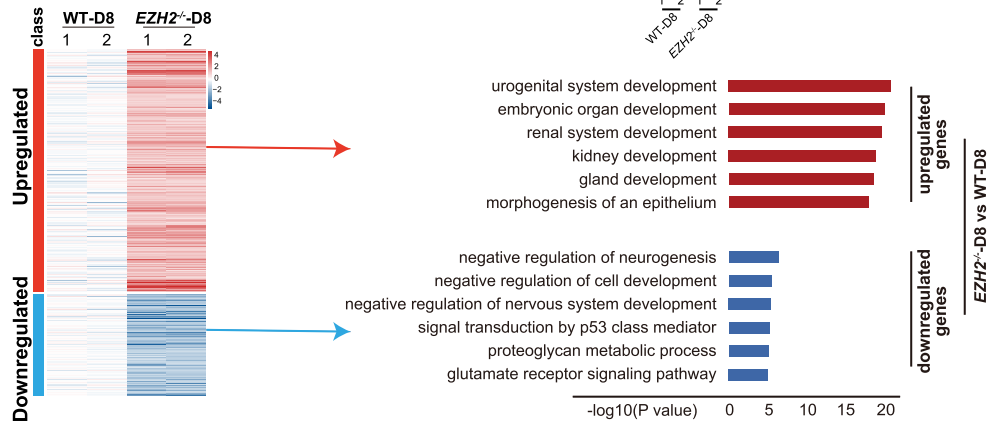 class
WT-D8
EZH2-/--D8
1 2 1 2
4
2
0
−2
−4
Upregulated
Downregulated
2 2
WT-D8
EZH2-/--D8
urogenital system development
embryonic organ development
renal system development
kidney development
gland development
morphogenesis of an epithelium
upregulated
genes
negative regulation of neurogenesis
negative regulation of cell development
negative regulation of nervous system development
signal transduction by p53 class mediator
proteoglycan metabolic process
glutamate receptor signaling pathway
downregulated
genes
EZH2-/--D8 vs WT-D8
-log10(P value) 0 5 10 15 20